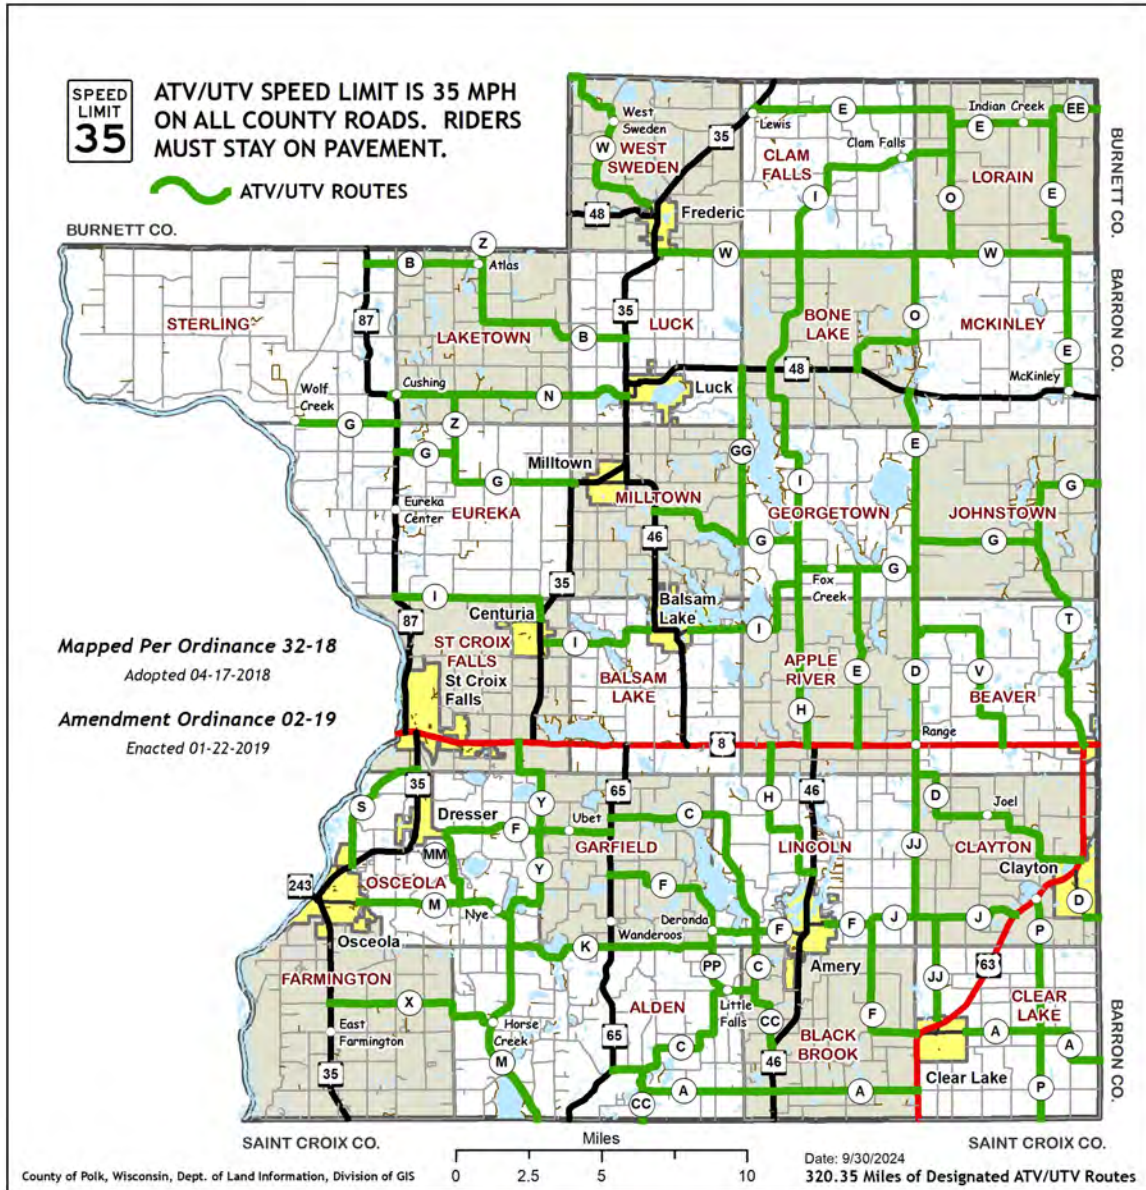 SPEED
LIMIT
35
ATV/UTV SPEED LIMIT IS 35 MPH
ON ALL COUNTY ROADS. RIDERS
MUST STAY ON PAVEMENT.
ATV/UTV ROUTES
BURNETT CO.
BURNETT CO.
BARRON CO.
BARRON CO.
West
Sweden
W
WEST
SWEDEN
35
Lewis
E
Indian Creek
EE
E
CLAM
FALLS
Clam Falls
LORAIN
I
O
E
48
Frederic
W
W
Z
B
Atlas
STERLING
87
LAKETOWN
35
LUCK
B
BONE
LAKE
O
MCKINLEY
E
48
McKinley
Cushing
N
Luck
Wolf
Creek
G
Z
G
Milltown
G
MILLTOWN
GG
E
I
G
Eureka
Center
EUREKA
GEORGETOWN
JOHNSTOWN
46
G
G
35
Fox
Creek
G
I
Centuria
Balsam
Lake
87
ST CROIX
FALLS
I
I
T
St Croix
Falls
BALSAM
LAKE
APPLE
RIVER
E
D
V
BEAVER
H
8
Range
Mapped Per Ordinance 32-18
Adopted 04-17-2018
Amendment Ordinance 02-19
Enacted 01-22-2019
35
65
H
46
D
S
Y
Joel
Dresser
F
Ubet
C
MM
GARFIELD
LINCOLN
JJ
CLAYTON
Y
Clayton
243
OSCEOLA
F
M
Nye
Deronda
D
Osceola
Wanderoos
F
F
J
J
P
K
FARMINGTON
PP
C
Amery
JJ
63
X
ALDEN
Little
Falls
CLEAR
LAKE
East
Farmington
Horse
Creek
CC
F
A
A
65
C
BLACK
BROOK
M
46
Clear Lake
35
A
A
P
CC
SAINT CROIX CO.
SAINT CROIX CO.
Miles
0
2.5
5
10
Date: 9/30/2024
County of Polk, Wisconsin, Dept. of Land Information, Division of GIS
320.35 Miles of Designated ATV/UTV Routes